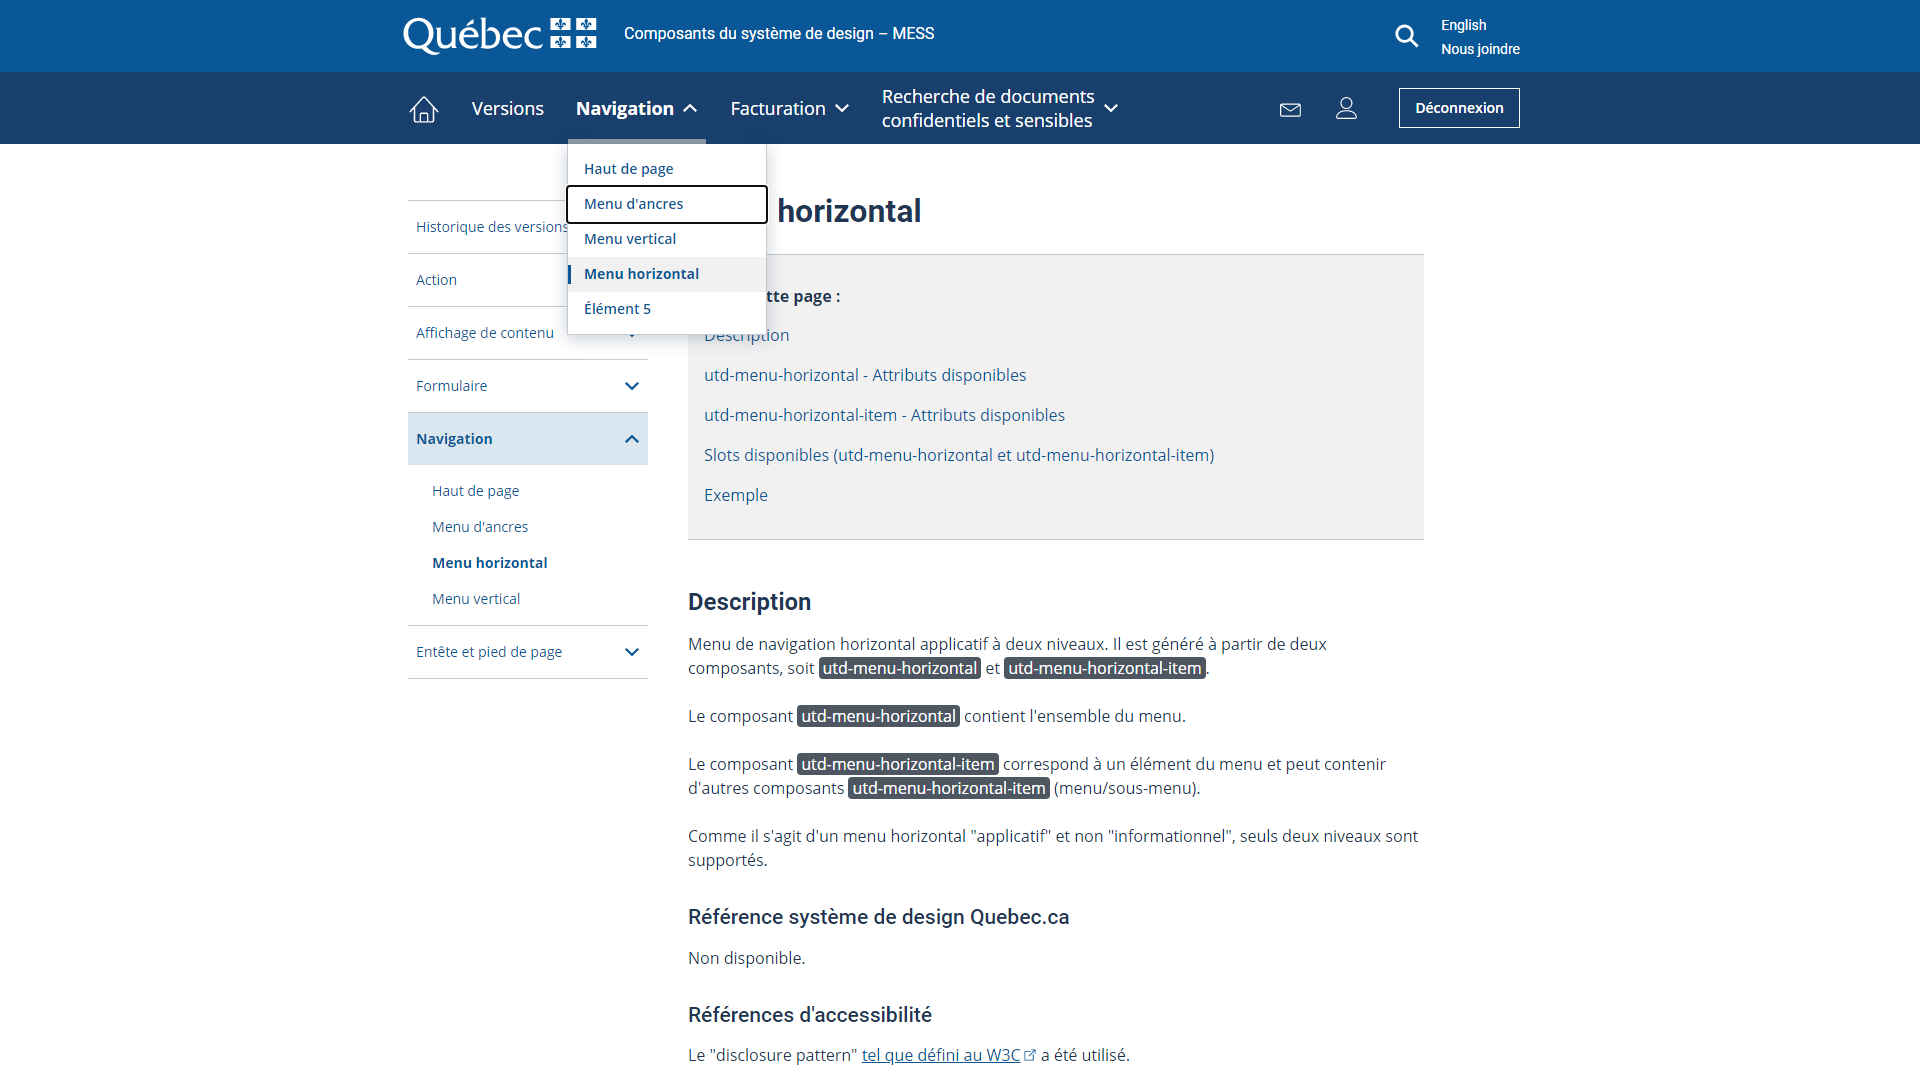 Québec
Composants du système de design – MESS
English
Nous joindre
Versions
Navigation
Facturation
Recherche de documents
confidentiels et sensibles
Déconnexion
Haut de page
Menu d'ancres
Menu vertical
Menu horizontal
Élément 5
Historique des versions
Action
Affichage de contenu
Formulaire
Navigation
Haut de page
Menu d'ancres
Menu horizontal
Menu vertical
Entête et pied de page
horizontal
page :
Description
utd-menu-horizontal - Attributs disponibles
utd-menu-horizontal-item - Attributs disponibles
Slots disponibles (utd-menu-horizontal et utd-menu-horizontal-item)
Exemple
Description
Menu de navigation horizontal applicatif à deux niveaux. Il est généré à partir de deux
composants, soit utd-menu-horizontal et utd-menu-horizontal-item.
Le composant utd-menu-horizontal contient l'ensemble du menu.
Le composant utd-menu-horizontal-item correspond à un élément du menu et peut contenir
d'autres composants utd-menu-horizontal-item (menu/sous-menu).
Comme il s'agit d'un menu horizontal "applicatif" et non "informationnel", seuls deux niveaux sont
supportés.
Référence système de design Quebec.ca
Non disponible.
Références d'accessibilité
Le "disclosure pattern" tel que défini au W3C a été utilisé.